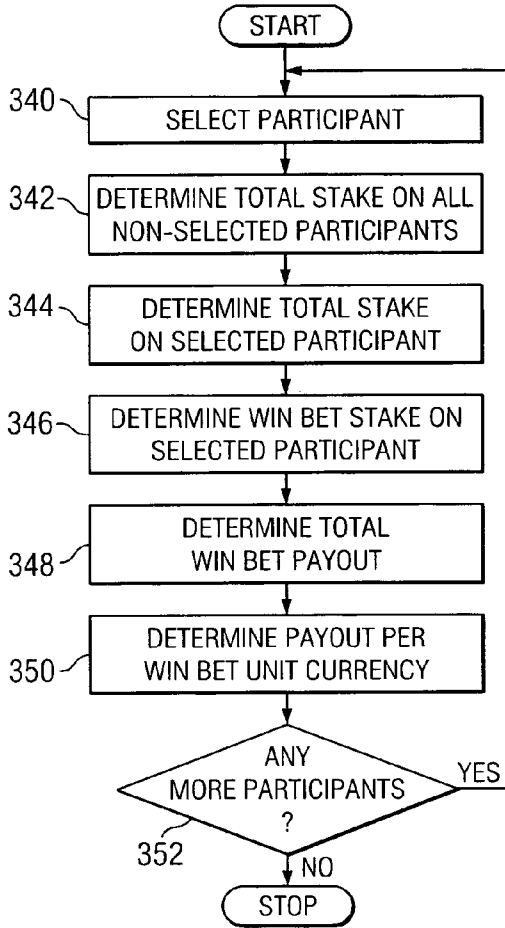 START
340
SELECT PARTICIPANT
342
DETERMINE TOTAL STAKE ON ALL
NON-SELECTED PARTICIPANTS
344
DETERMINE TOTAL STAKE
ON SELECTED PARTICIPANT
346
DETERMINE WIN BET STAKE ON
SELECTED PARTICIPANT
348
DETERMINE TOTAL
WIN BET PAYOUT
350
DETERMINE PAYOUT PER
WIN BET UNIT CURRENCY
ANY
MORE PARTICIPANTS
?
YES
352
NO
STOP